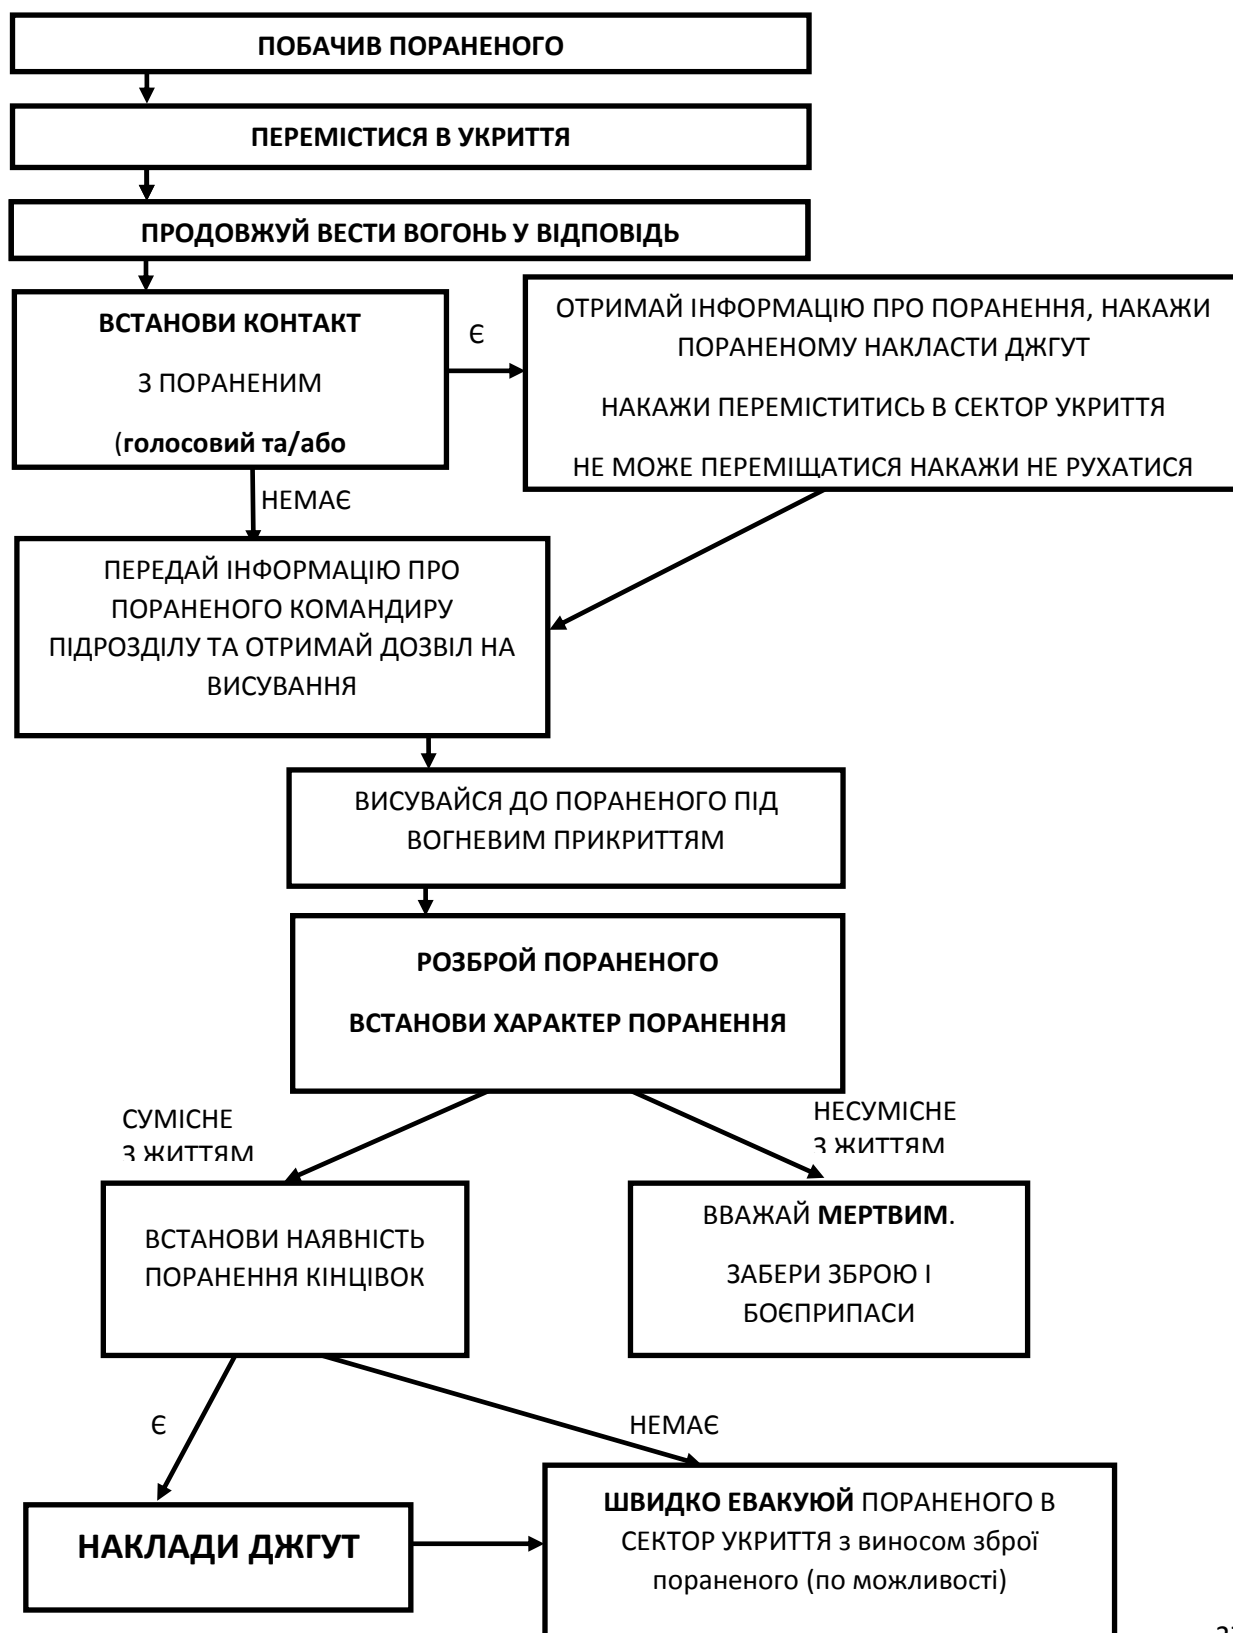 ПОБАЧИВ ПОРАНЕНОГО
ПЕРЕМІСТИСЯ В УКРИТТЯ
ПРОДОВЖУЙ ВЕСТИ ВОГОНЬ У ВІДПОВІДЬ
ВСТАНОВИ КОНТАКТ
З ПОРАНЕНИМ
(голосовий та/або
Є
ОТРИМАЙ ІНФОРМАЦІЮ ПРО ПОРАНЕННЯ, НАКАЖИ
ПОРАНЕНОМУ НАКЛАСТИ ДЖГУТ
НАКАЖИ ПЕРЕМІСТИТИСЬ В СЕКТОР УКРИТТЯ
НЕ МОЖЕ ПЕРЕМІЩАТИСЯ НАКАЖИ НЕ РУХАТИСЯ
НЕМАЄ
ПЕРЕДАЙ ІНФОРМАЦІЮ ПРО
ПОРАНЕНОГО КОМАНДИРУ
ПІДРОЗДІЛУ ТА ОТРИМАЙ ДОЗВІЛ НА
ВИСУВАННЯ
ВИСУВАЙСЯ ДО ПОРАНЕНОГО ПІД
ВОГНЕВИМ ПРИКРИТТЯМ
РОЗБРОЙ ПОРАНЕНОГО
ВСТАНОВИ ХАРАКТЕР ПОРАНЕННЯ
СУМІСНЕ
З ЖИТТЯМ
НЕСУМІСНЕ
З ЖИТТЯМ
ВСТАНОВИ НАЯВНІСТЬ
ПОРАНЕННЯ КІНЦІВОК
ВВАЖАЙ МЕРТВИМ.
ЗАБЕРИ ЗБРОЮ І
БОЄПРИПАСИ
Є
НЕМАЄ
НАКЛАДИ ДЖГУТ
ШВИДКО ЕВАКУЮЙ ПОРАНЕНОГО В
СЕКТОР УКРИТТЯ з виносом зброї
пораненого (по можливості)